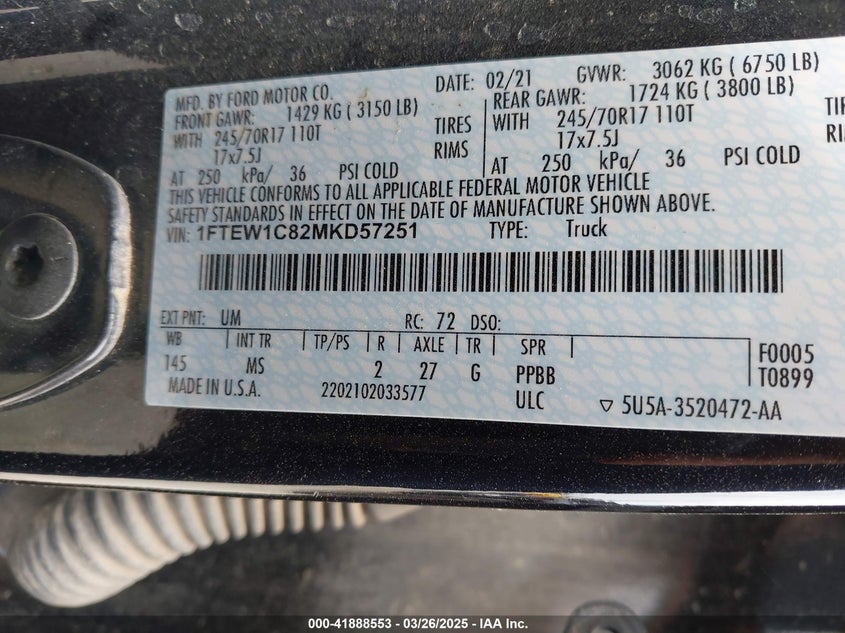 MFD. BY FORD MOTOR CO.
DATE: 02/21 GVWR: 3062 KG ( 6750 LB)
FRONT GAWR: 1429 KG ( 3150 LB)
REAR GAWR: 1724 KG ( 3800 LB)
WITH 245/70R17 110T TIRES
WITH 245/70R17 110T
17x7.5J RIMS
17x7.5J
AT 250 kPa/ 36 PSI COLD
AT 250 kPa/ 36 PSI COLD
THIS VEHICLE CONFORMS TO ALL APPLICABLE FEDERAL MOTOR VEHICLE
SAFETY STANDARDS IN EFFECT ON THE DATE OF MANUFACTURE SHOWN ABOVE.
VIN: 1FTEW1C82MKD57251 TYPE: Truck
EXT PNT: UM RC: 72 DSO:
WB INT TR TP/PS R AXLE TR SPR
145 MS 2 27 G PPBB
F0005
T0899
MADE IN U.S.A. 2202102033577 ULC
▽ 5U5A-3520472-AA
000-41888553 - 03/26/2025 - IAA Inc.